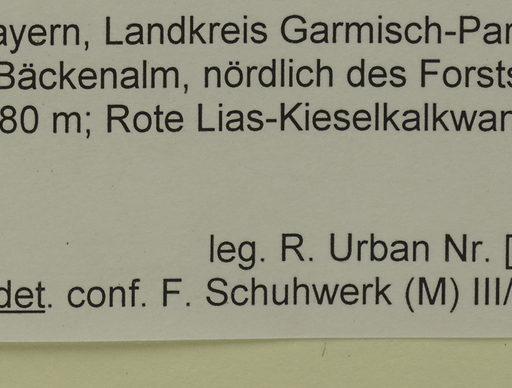 ayern, Landkreis Garmisch-Par
Bäckenalm, nördlich des Forsts
80 m; Rote Lias-Kieselkalkwan
leg. R. Urban Nr. [
det. conf. F. Schuhwerk (M) III/